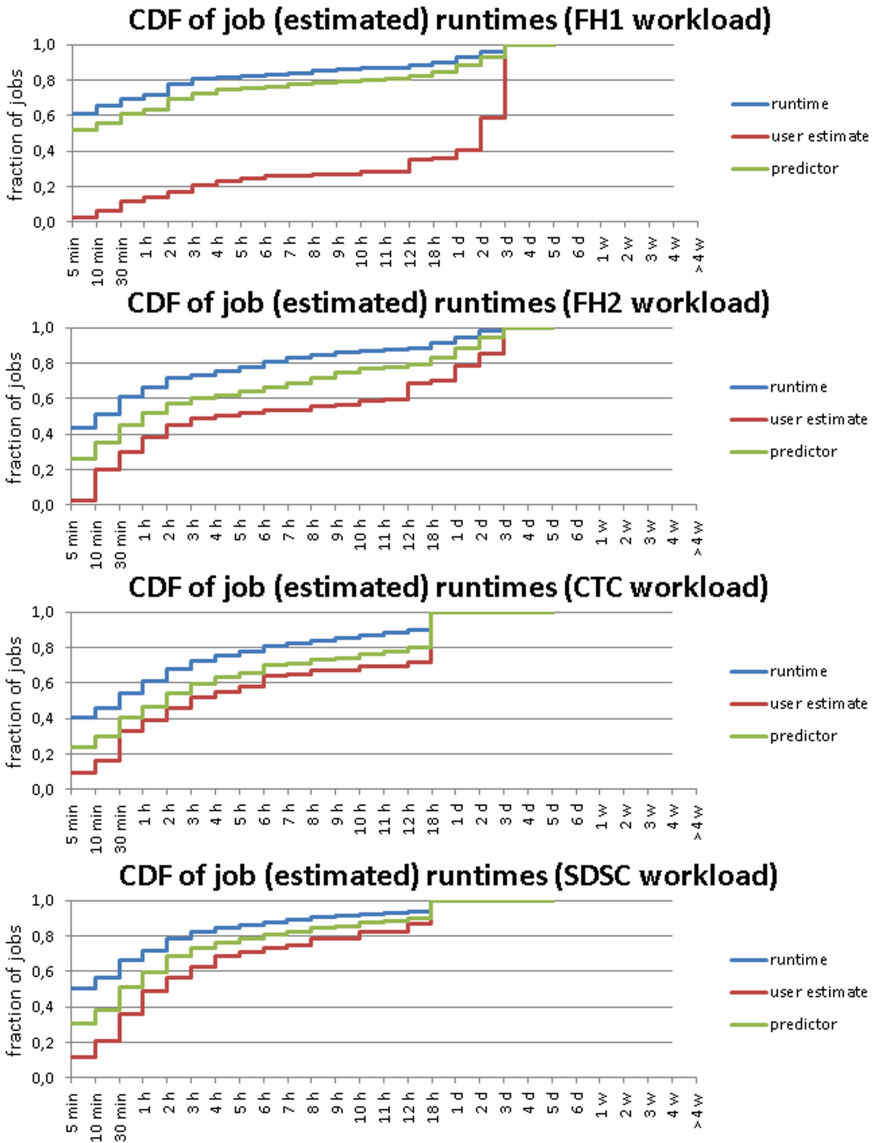 CDF of job (estimated) runtimes (FH1 workload)
fraction of jobs
1,0
0,8
0,6
0,4
0,2
0,0
5 min
10 min
30 min
1 h
2 h
3 h
4 h
5 h
6 h
7 h
8 h
9 h
10 h
11 h
12 h
18 h
1 d
2 d
3 d
4 d
5 d
6 d
1 w
2 w
3 w
4 w
> 4 w
runtime
user estimate
predictor
CDF of job (estimated) runtimes (FH2 workload)
fraction of jobs
1,0
0,8
0,6
0,4
0,2
0,0
5 min
10 min
30 min
1 h
2 h
3 h
4 h
5 h
6 h
7 h
8 h
9 h
10 h
11 h
12 h
18 h
1 d
2 d
3 d
4 d
5 d
6 d
1 w
2 w
3 w
4 w
> 4 w
runtime
user estimate
predictor
CDF of job (estimated) runtimes (CTC workload)
fraction of jobs
1,0
0,8
0,6
0,4
0,2
0,0
5 min
10 min
30 min
1 h
2 h
3 h
4 h
5 h
6 h
7 h
8 h
9 h
10 h
11 h
12 h
18 h
1 d
2 d
3 d
4 d
5 d
6 d
1 w
2 w
3 w
4 w
> 4 w
runtime
user estimate
predictor
CDF of job (estimated) runtimes (SDSC workload)
fraction of jobs
1,0
0,8
0,6
0,4
0,2
0,0
5 min
10 min
30 min
1 h
2 h
3 h
4 h
5 h
6 h
7 h
8 h
9 h
10 h
11 h
12 h
18 h
1 d
2 d
3 d
4 d
5 d
6 d
1 w
2 w
3 w
4 w
> 4 w
runtime
user estimate
predictor